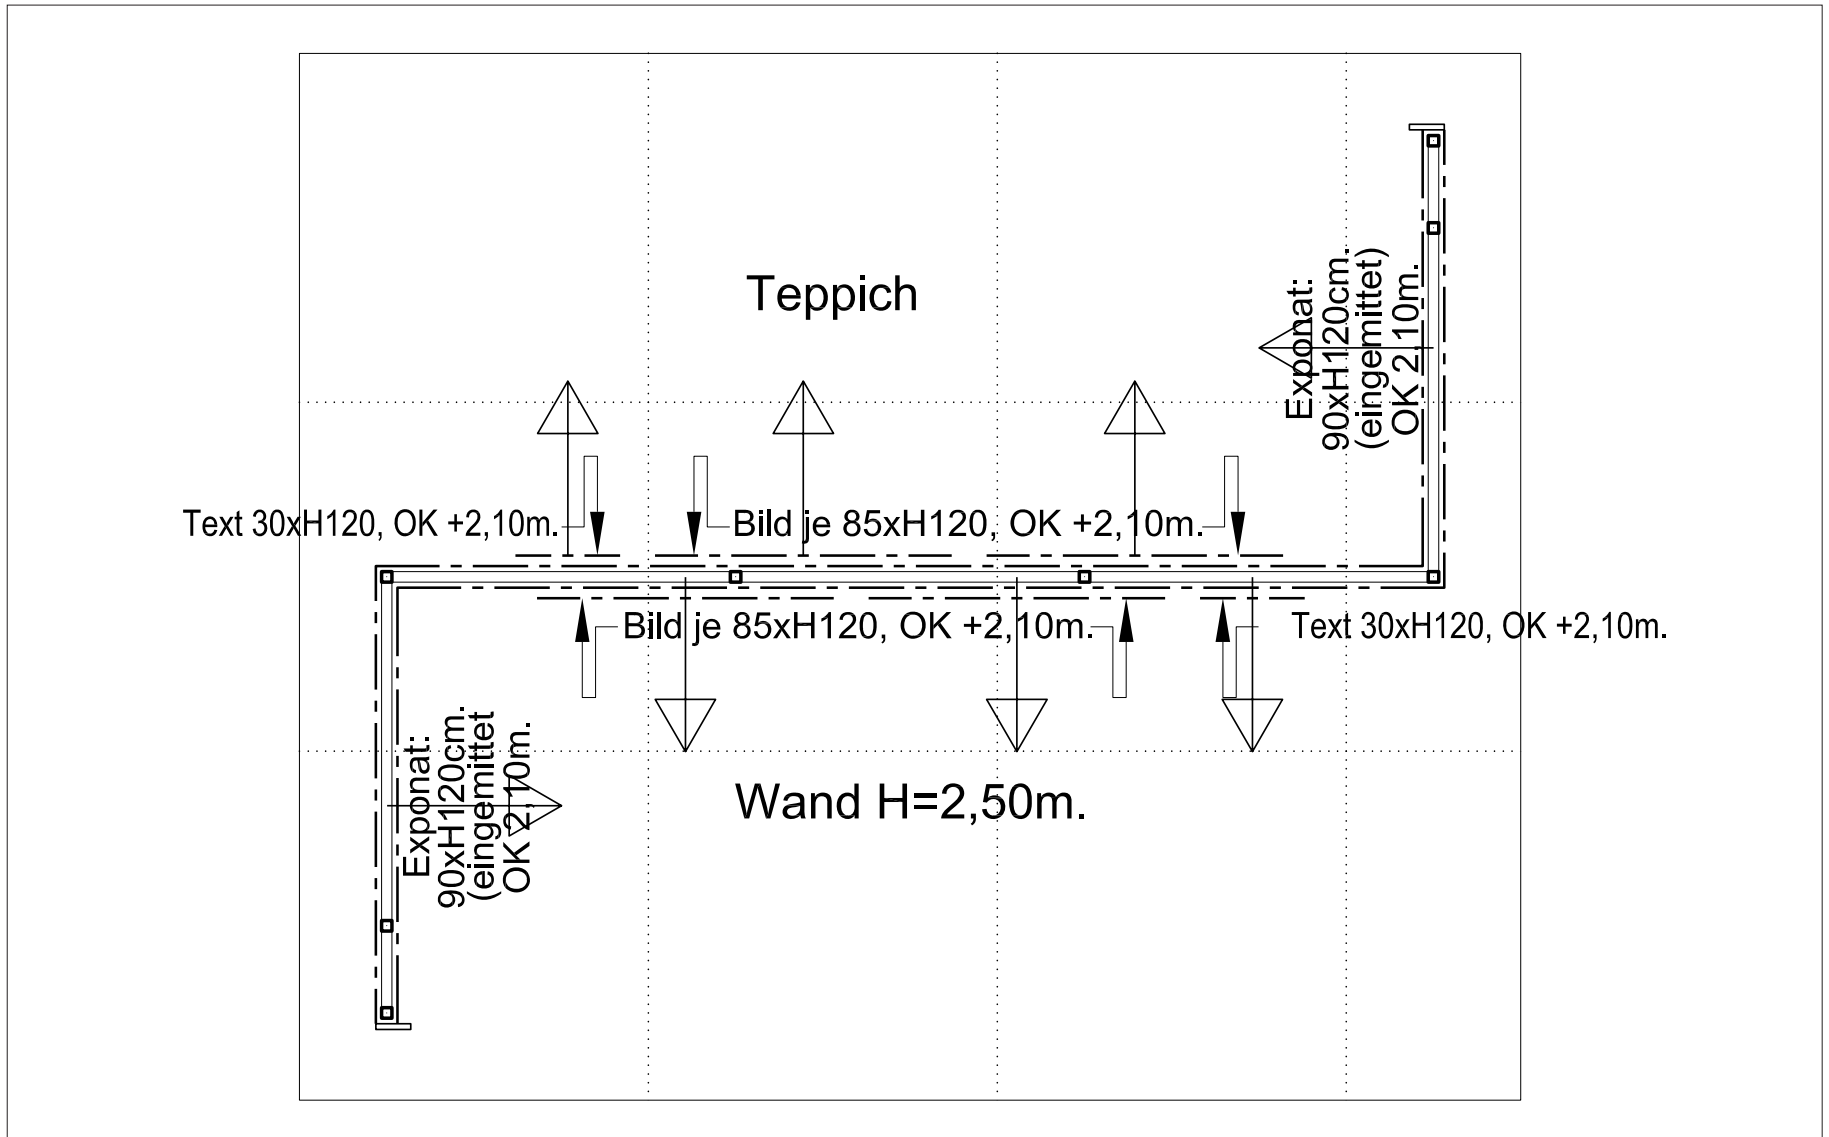 Teppich
Exponat:
90xH120cm.
(eingemittet)
OK 2,10m.
Text 30xH120, OK +2,10m.
Bild je 85xH120, OK +2,10m.
Bild je 85xH120, OK +2,10m.
Text 30xH120, OK +2,10m.
Exponat:
90xH120cm.
(eingemittet
OK 2,10m.
Wand H=2,50m.